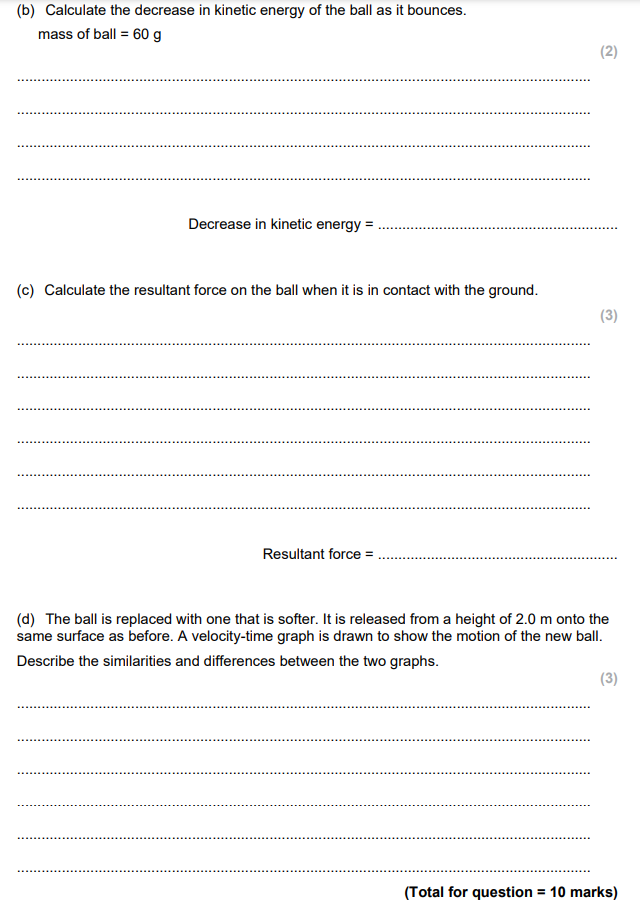 (b) Calculate the decrease in kinetic energy of the ball as it bounces.
mass of ball = 60 g
(2)
Decrease in kinetic energy = ............................................................
(c) Calculate the resultant force on the ball when it is in contact with the ground.
(3)
Resultant force = ............................................................
(d) The ball is replaced with one that is softer. It is released from a height of 2.0 m onto the
same surface as before. A velocity-time graph is drawn to show the motion of the new ball.
Describe the similarities and differences between the two graphs.
(3)
(Total for question = 10 marks)